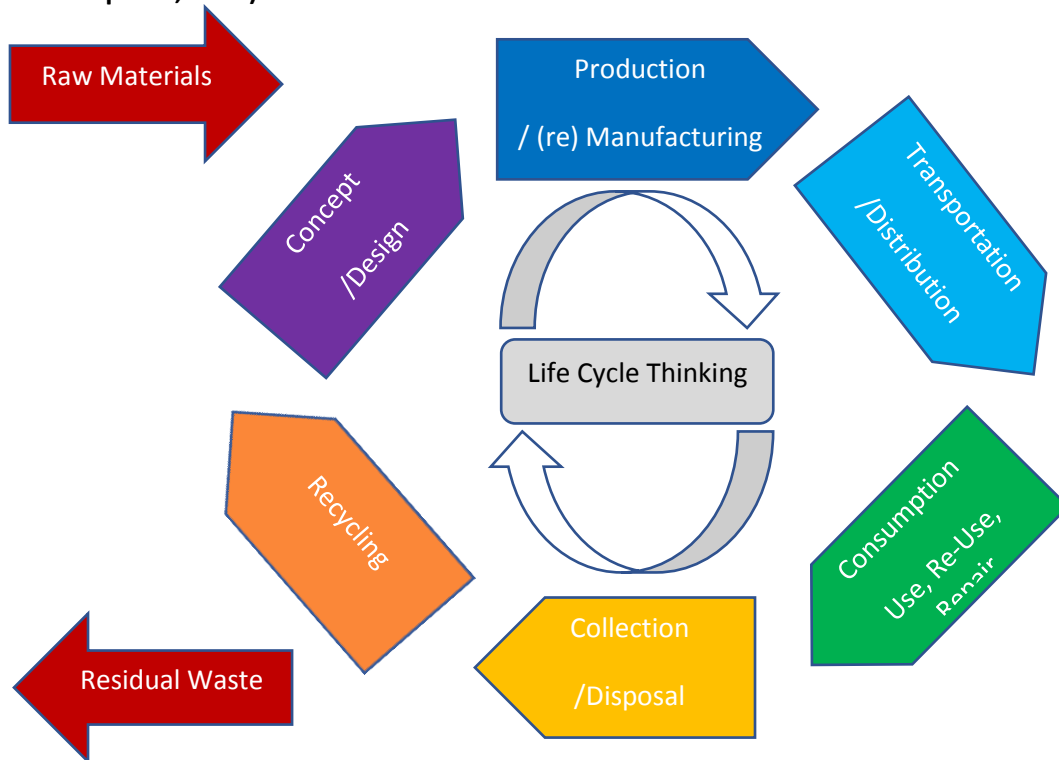 Raw Materials
Production
/ (re) Manufacturing
Concept
/Design
Transportation
/Distribution
Life Cycle Thinking
Recycling
Consumption
Use, Re-Use,
Repair
Collection
/Disposal
Residual Waste